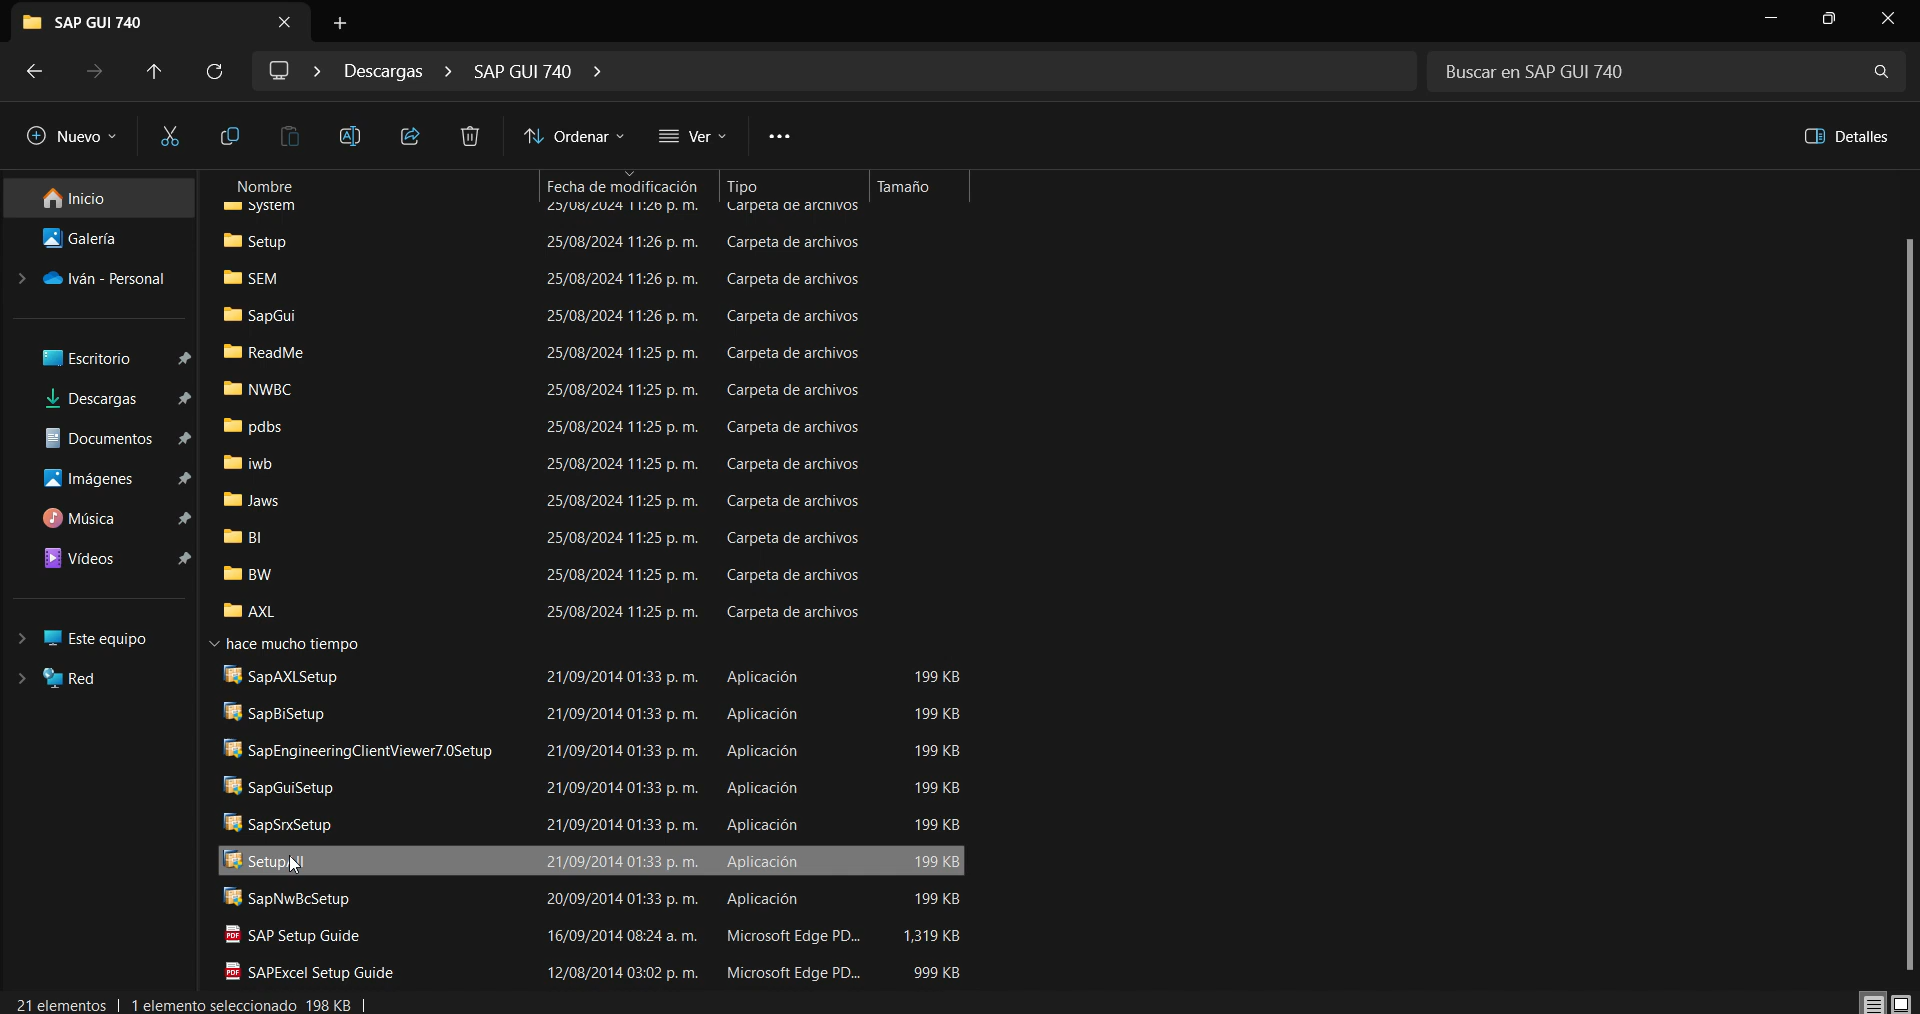 SAP GUI 740
Descargas SAP GUI 740
Buscar en SAP GUI 740
Nuevo Ordenar Ver Detalles
Nombre Fecha de modificación Tipo Tamaño
System 25/08/2024 11:26 p. m. Carpeta de archivos
Setup 25/08/2024 11:26 p. m. Carpeta de archivos
SEM 25/08/2024 11:26 p. m. Carpeta de archivos
SapGui 25/08/2024 11:26 p. m. Carpeta de archivos
ReadMe 25/08/2024 11:25 p. m. Carpeta de archivos
NWBC 25/08/2024 11:25 p. m. Carpeta de archivos
pdbs 25/08/2024 11:25 p. m. Carpeta de archivos
iwb 25/08/2024 11:25 p. m. Carpeta de archivos
Jaws 25/08/2024 11:25 p. m. Carpeta de archivos
BI 25/08/2024 11:25 p. m. Carpeta de archivos
BW 25/08/2024 11:25 p. m. Carpeta de archivos
AXL 25/08/2024 11:25 p. m. Carpeta de archivos
hace mucho tiempo
SapAXLSetup 21/09/2014 01:33 p. m. Aplicación 199 KB
SapBiSetup 21/09/2014 01:33 p. m. Aplicación 199 KB
SapEngineeringClientViewer7.0Setup 21/09/2014 01:33 p. m. Aplicación 199 KB
SapGuiSetup 21/09/2014 01:33 p. m. Aplicación 199 KB
SapSrxSetup 21/09/2014 01:33 p. m. Aplicación 199 KB
SetupAll 21/09/2014 01:33 p. m. Aplicación 199 KB
SapNwBcSetup 20/09/2014 01:33 p. m. Aplicación 199 KB
SAP Setup Guide 16/09/2014 08:24 a. m. Microsoft Edge PD... 1,319 KB
SAPExcel Setup Guide 12/08/2014 03:02 p. m. Microsoft Edge PD... 999 KB
Inicio
Galería
Iván - Personal
Escritorio
Descargas
Documentos
Imágenes
Música
Vídeos
Este equipo
Red
21 elementos 1 elemento seleccionado 198 KB